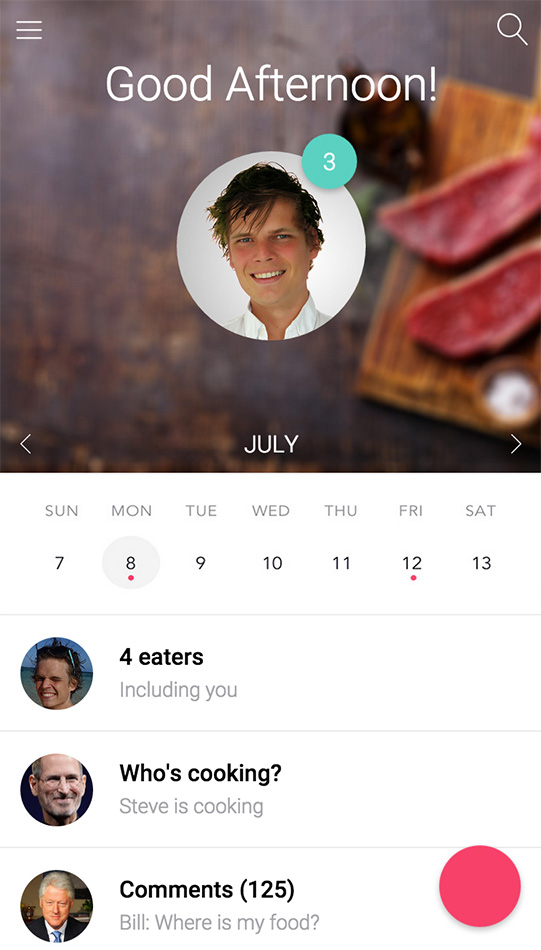 Good Afternoon!
3
JULY
SUN MON TUE WED THU FRI SAT
7 8 9 10 11 12 13
4 eaters
Including you
Who's cooking?
Steve is cooking
Comments (125)
Bill: Where is my food?